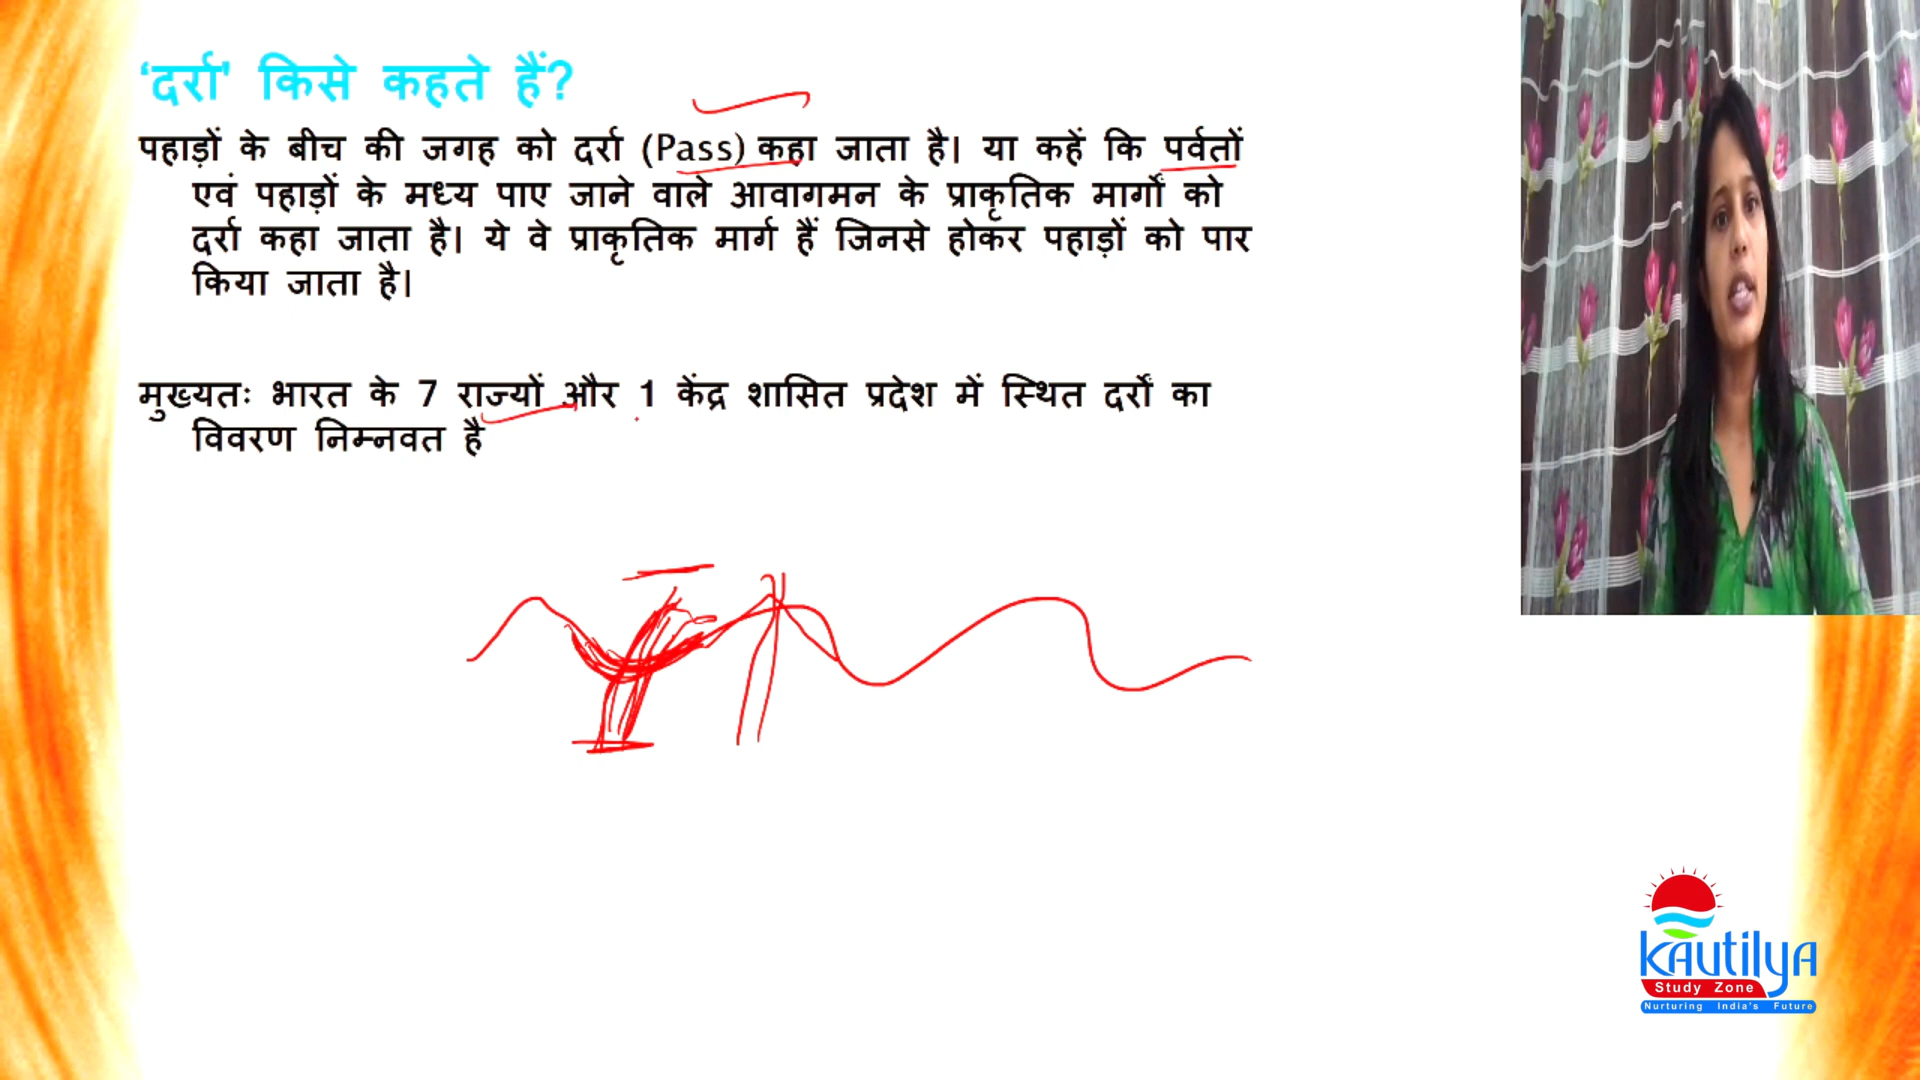 ‘दर्रा' किसे कहते हैं?
पहाड़ों के बीच की जगह को दर्रा (Pass) कहा जाता है। या कहें कि पर्वतों
एवं पहाड़ों के मध्य पाए जाने वाले आवागमन के प्राकृतिक मार्गों को
दर्रा कहा जाता है। ये वे प्राकृतिक मार्ग हैं जिनसे होकर पहाड़ों को पार
किया जाता है।
मुख्यतः भारत के 7 राज्यों और 1 केंद्र शासित प्रदेश में स्थित दर्रों का
विवरण निम्नवत है
Kautilya
Study Zone
Nurturing India's Future